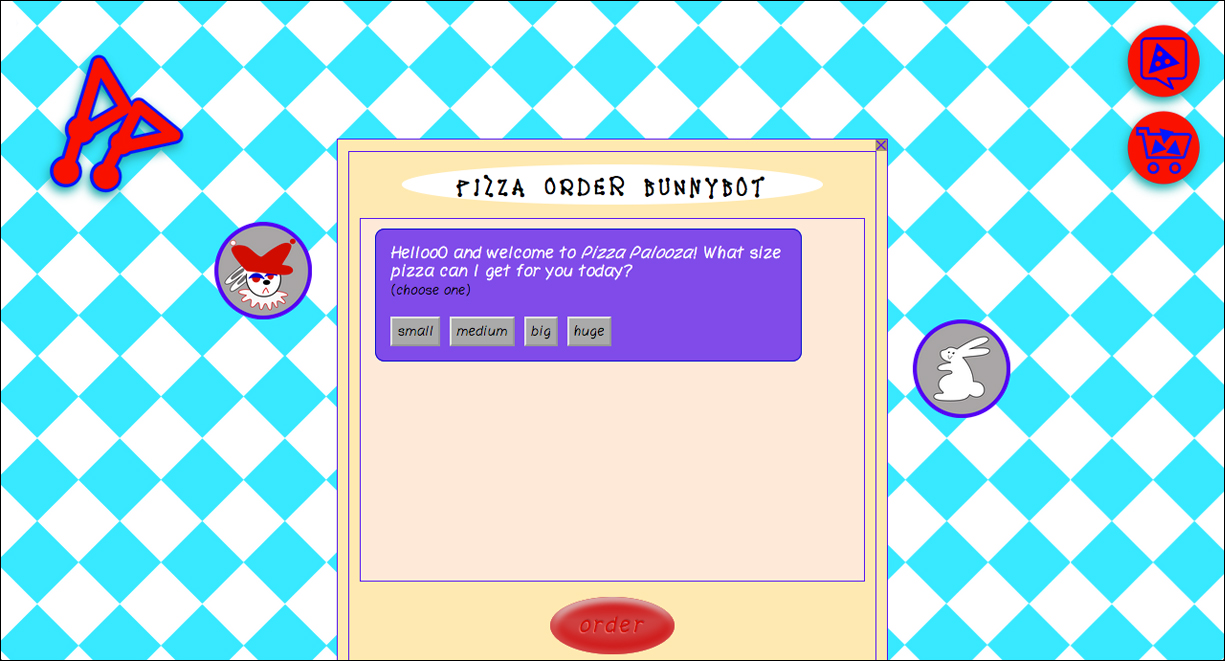 PIZZA ORDER BUNNYBOT
HellooO and welcome to Pizza Palooza! What size
pizza can I get for you today?
(choose one)
small medium big huge
order